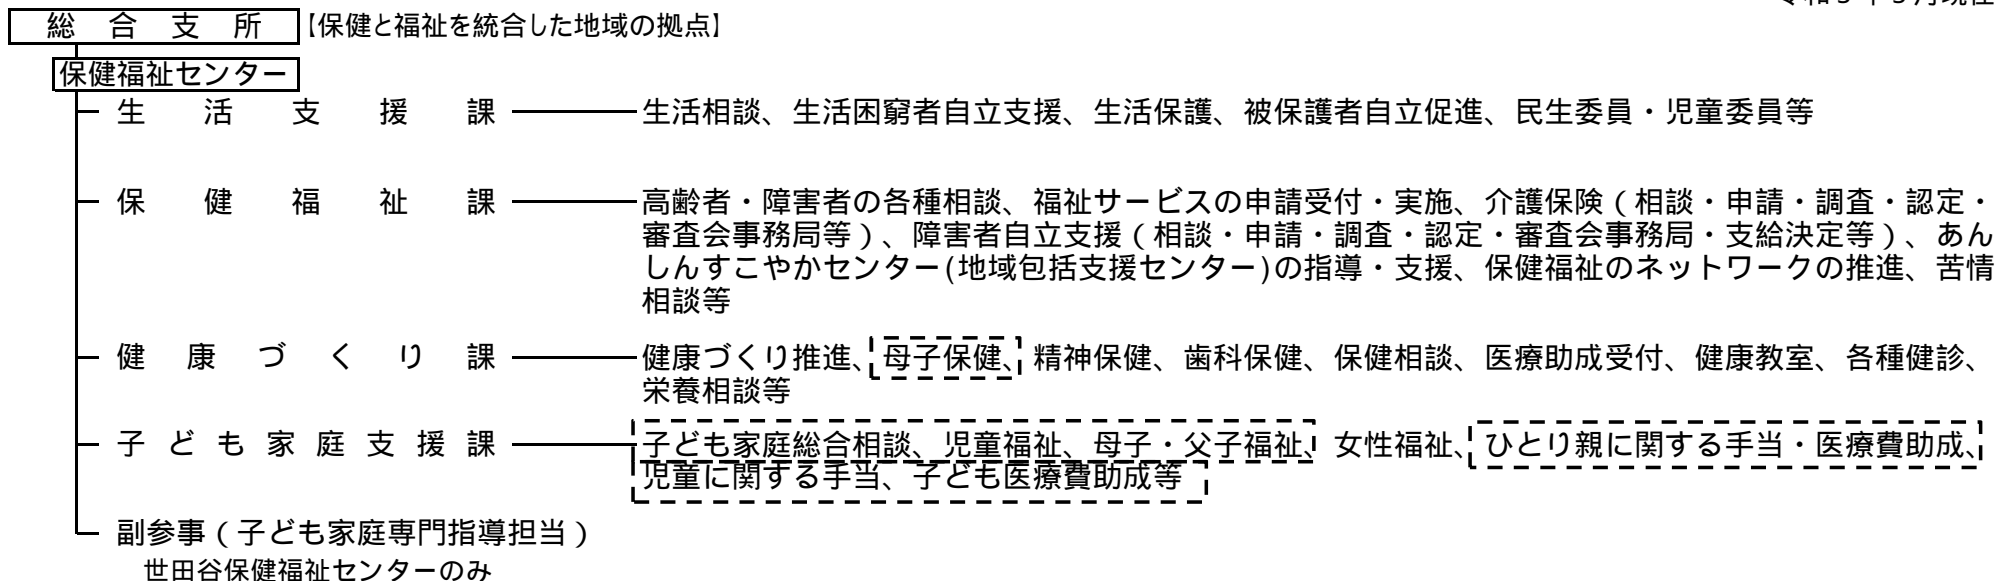 総合支所【保健と福祉を統合した地域の拠点】
保健福祉センター
生活支援課 生活相談、生活困窮者自立支援、生活保護、被保護者自立促進、民生委員・児童委員等
保健福祉課 高齢者・障害者の各種相談、福祉サービスの申請受付・実施、介護保険(相談・申請・調査・認定・
審査会事務局等)、障害者自立支援(相談・申請・調査・認定・審査会事務局・支給決定等)、あん
しんすこやかセンター(地域包括支援センター)の指導・支援、保健福祉のネットワークの推進、苦情
相談等
健康づくり課 健康づくり推進、母子保健、精神保健、歯科保健、保健相談、医療助成受付、健康教室、各種健診、
栄養相談等
子ども家庭支援課 子ども家庭総合相談、児童福祉、母子・父子福祉、女性福祉、ひとり親に関する手当・医療費助成、
児童に関する手当、子ども医療費助成等
副参事(子ども家庭専門指導担当)
世田谷保健福祉センターのみ